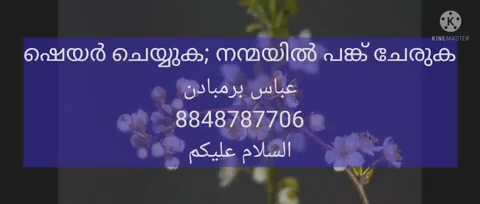 KINEMASTER
ഷെയർ ചെയ്യുക; നന്മയിൽ പങ്ക് ചേരുക
عباس برمبادن
8848787706
السلام عليكم